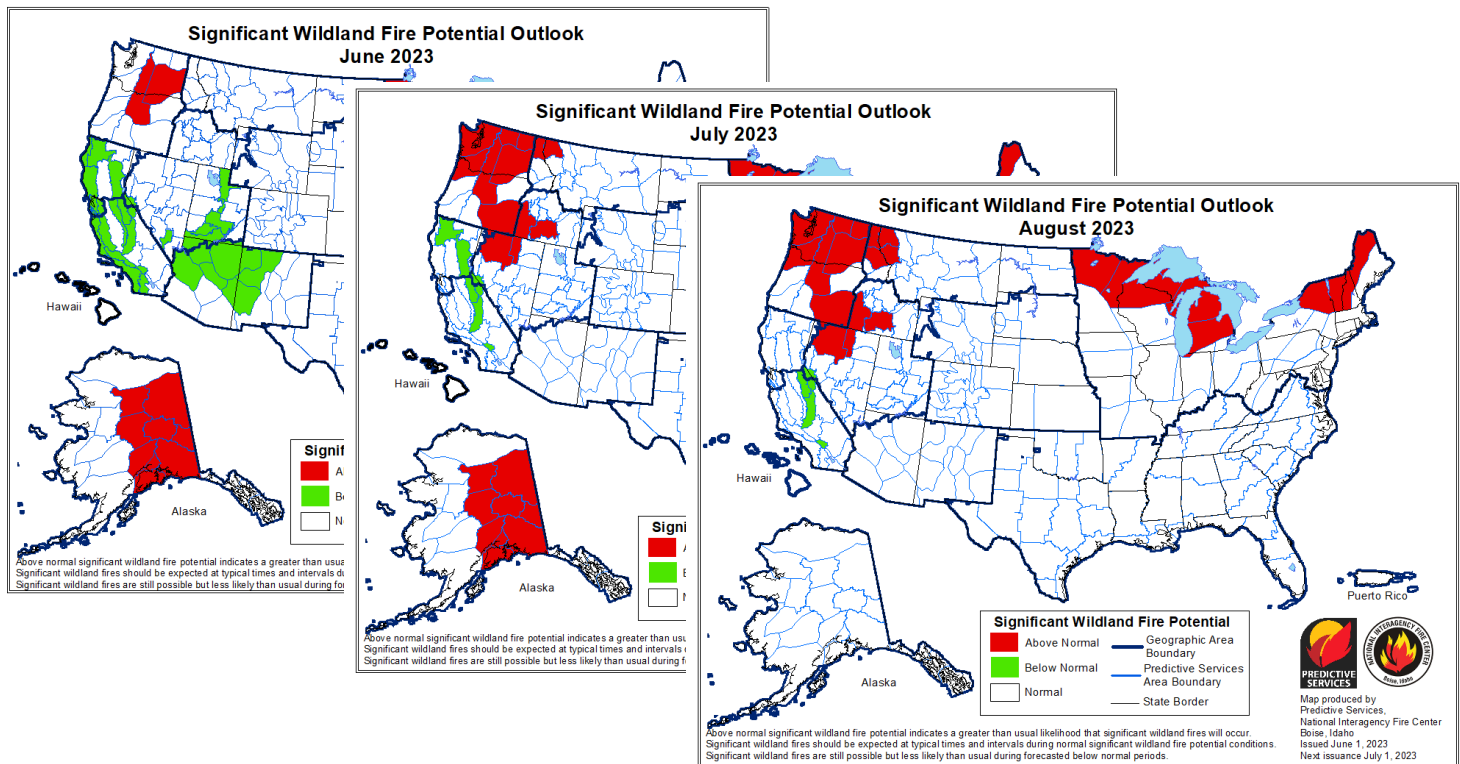 Significant Wildland Fire Potential Outlook
June 2023
Hawaii
Alaska
Signif
A
Be
N
Above normal significant wildland fire potential indicates a greater than usua
Significant wildland fires should be expected at typical times and intervals d
Significant wildland fires are still possible but less likely than usual during fo
Significant Wildland Fire Potential Outlook
July 2023
Hawaii
Alaska
Signi
Above normal significant wildland fire potential indicates a greater than usu
Significant wildland fires should be expected at typical times and intervals
Significant wildland fires are still possible but less likely than usual during f
Significant Wildland Fire Potential Outlook
August 2023
Hawaii
Alaska
Puerto Rico
Significant Wildland Fire Potential
Above Normal
Below Normal
Normal
Geographic Area
Boundary
Predictive Services
Area Boundary
State Border
PREDICTIVE
SERVICES
NATIONAL INTERAGENCY FIRE CENTER
Boise, Idaho
Map produced by
Predictive Services,
National Interagency Fire Center
Boise, Idaho
Issued June 1, 2023
Next issuance July 1, 2023
Above normal significant wildland fire potential indicates a greater than usual likelihood that significant wildland fires will occur.
Significant wildland fires should be expected at typical times and intervals during normal significant wildland fire potential conditions.
Significant wildland fires are still possible but less likely than usual during forecasted below normal periods.